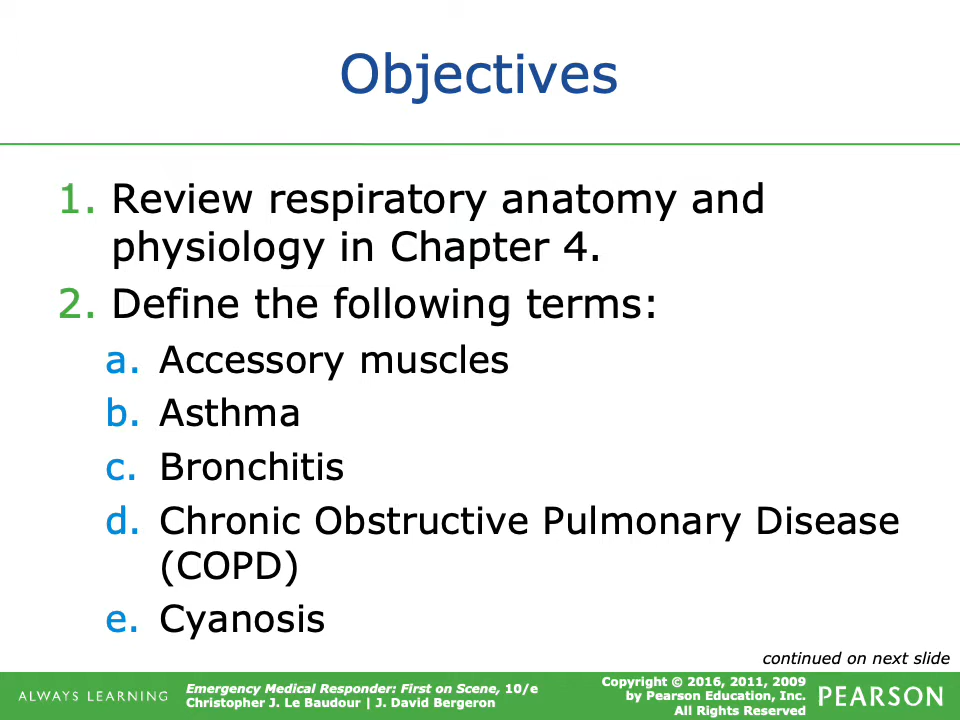 Objectives
1. Review respiratory anatomy and
physiology in Chapter 4.
2. Define the following terms:
a. Accessory muscles
b. Asthma
c. Bronchitis
d. Chronic Obstructive Pulmonary Disease
(COPD)
e. Cyanosis
continued on next slide
ALWAYS LEARNING
Emergency Medical Responder: First on Scene, 10/e
Christopher J. Le Baudour | J. David Bergeron
Copyright © 2016, 2011, 2009
by Pearson Education, Inc.
All Rights Reserved
PEARSON